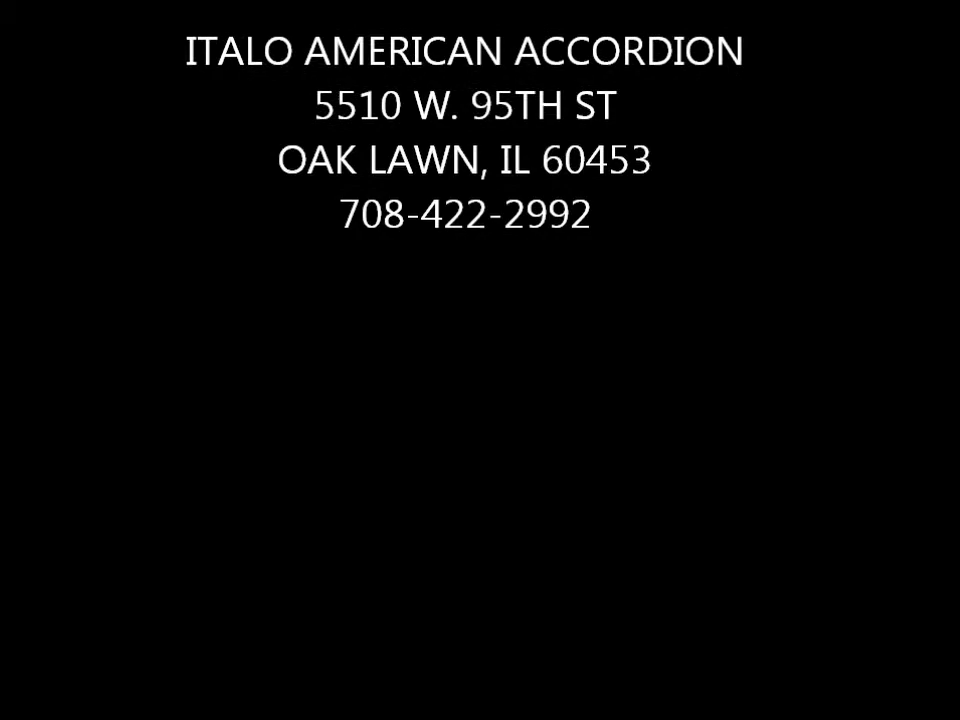 ITALO AMERICAN ACCORDION
5510 W. 95TH ST
OAK LAWN, IL 60453
708-422-2992